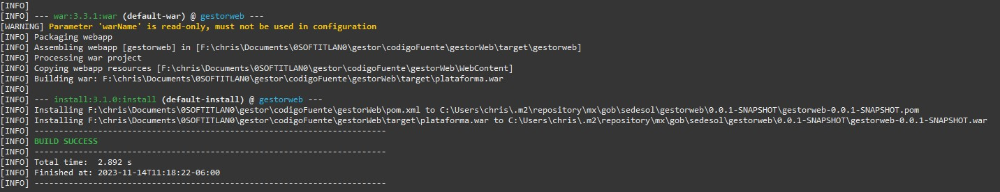 [INFO]
[INFO] --- war:3.3.1:war (default-war) @ gestorweb ---
[WARNING] Parameter 'warName' is read-only, must not be used in configuration
[INFO] Packaging webapp
[INFO] Assembling webapp [gestorweb] in [F:\chris\Documents\0SOFTITLAN0\gestor\codigoFuente\gestorWeb\target\gestorweb]
[INFO] Processing war project
[INFO] Copying webapp resources [F:\chris\Documents\0SOFTITLAN0\gestor\codigoFuente\gestorWeb\WebContent]
[INFO] Building war: F:\chris\Documents\0SOFTITLAN0\gestor\codigoFuente\gestorWeb\target\plataforma.war
[INFO]
[INFO] --- install:3.1.0:install (default-install) @ gestorweb ---
[INFO] Installing F:\chris\Documents\0SOFTITLAN0\gestor\codigoFuente\gestorWeb\pom.xml to C:\Users\chris\.m2\repository\mx\gob\sedesol\gestorweb\0.0.1-SNAPSHOT\gestorweb-0.0.1-SNAPSHOT.pom
[INFO] Installing F:\chris\Documents\0SOFTITLAN0\gestor\codigoFuente\gestorWeb\target\plataforma.war to C:\Users\chris\.m2\repository\mx\gob\sedesol\gestorweb\0.0.1-SNAPSHOT\gestorweb-0.0.1-SNAPSHOT.war
[INFO] ------------------------------------------------------------------------
[INFO] BUILD SUCCESS
[INFO] ------------------------------------------------------------------------
[INFO] Total time:  2.892 s
[INFO] Finished at: 2023-11-14T11:18:22-06:00
[INFO] ------------------------------------------------------------------------